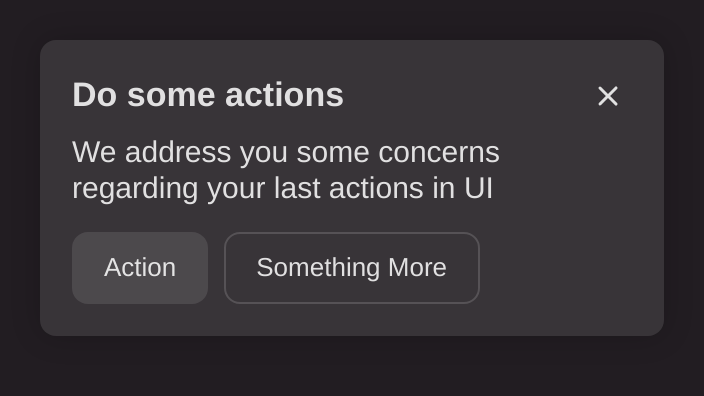 Do some actions
We address you some concerns
regarding your last actions in UI
Action
Something More